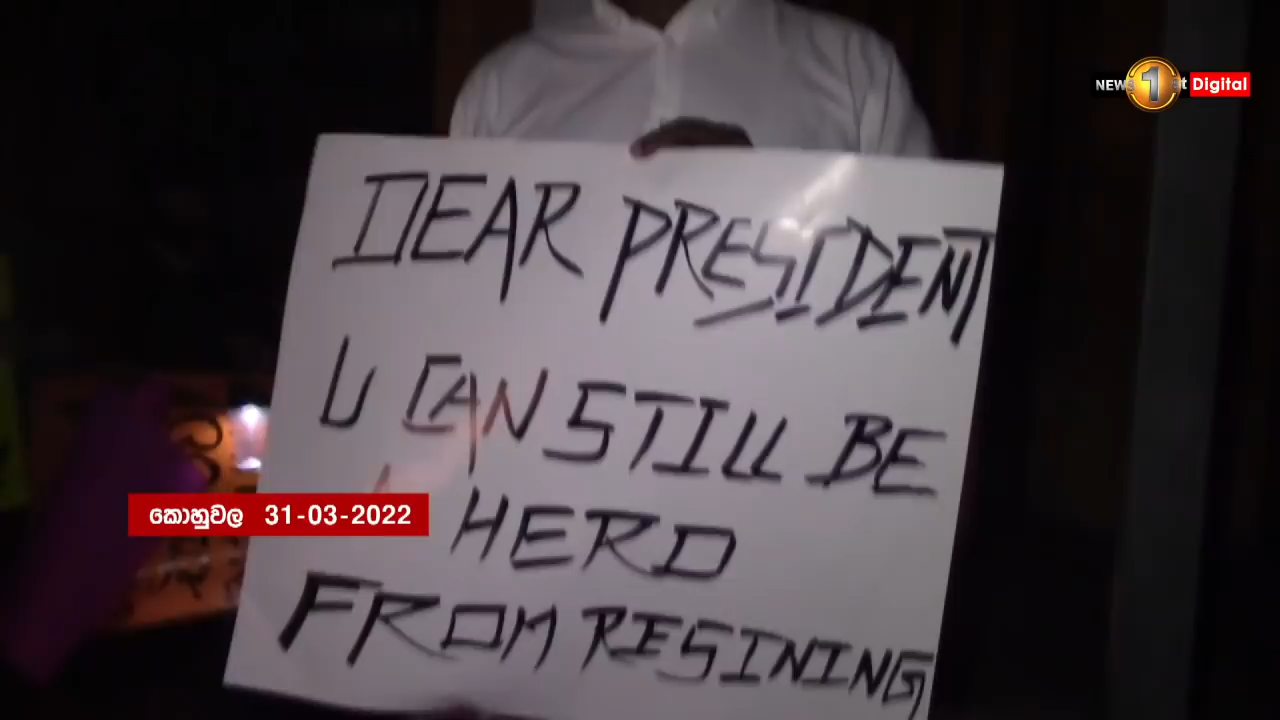 NEWS 1st Digital
DEAR PRESIDENT
U CAN STILL BE
A HERO
FROM RESINING
කොහුවල 31-03-2022